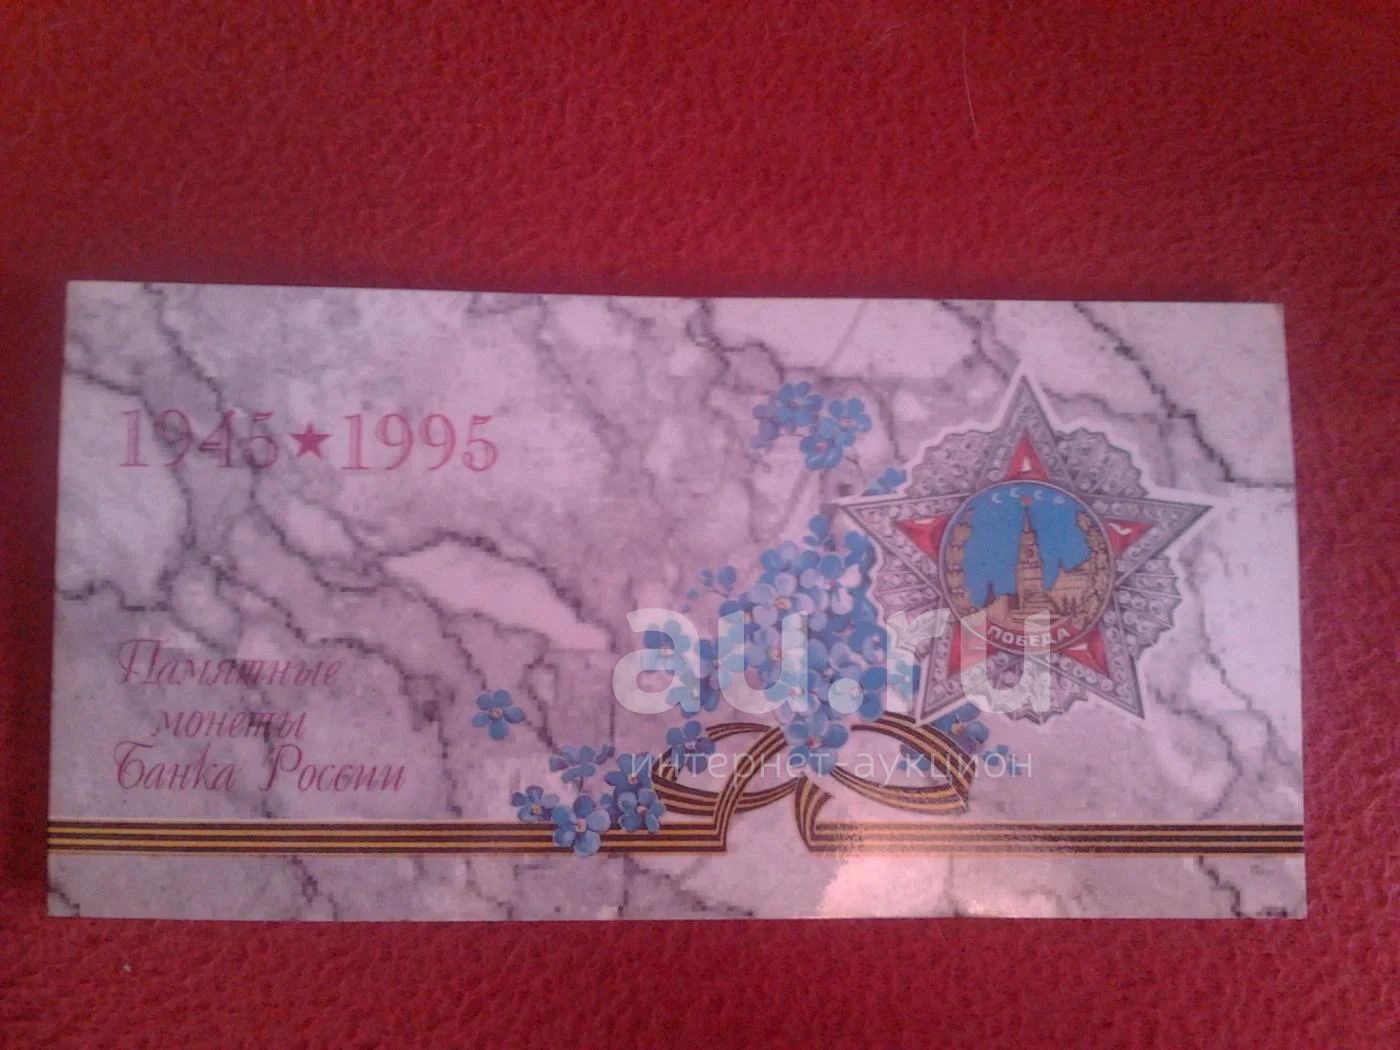 1945★1995
СССР
ПОБЕДА
Памятные
монеты
Банка России
au.ru
интернет-аукцион